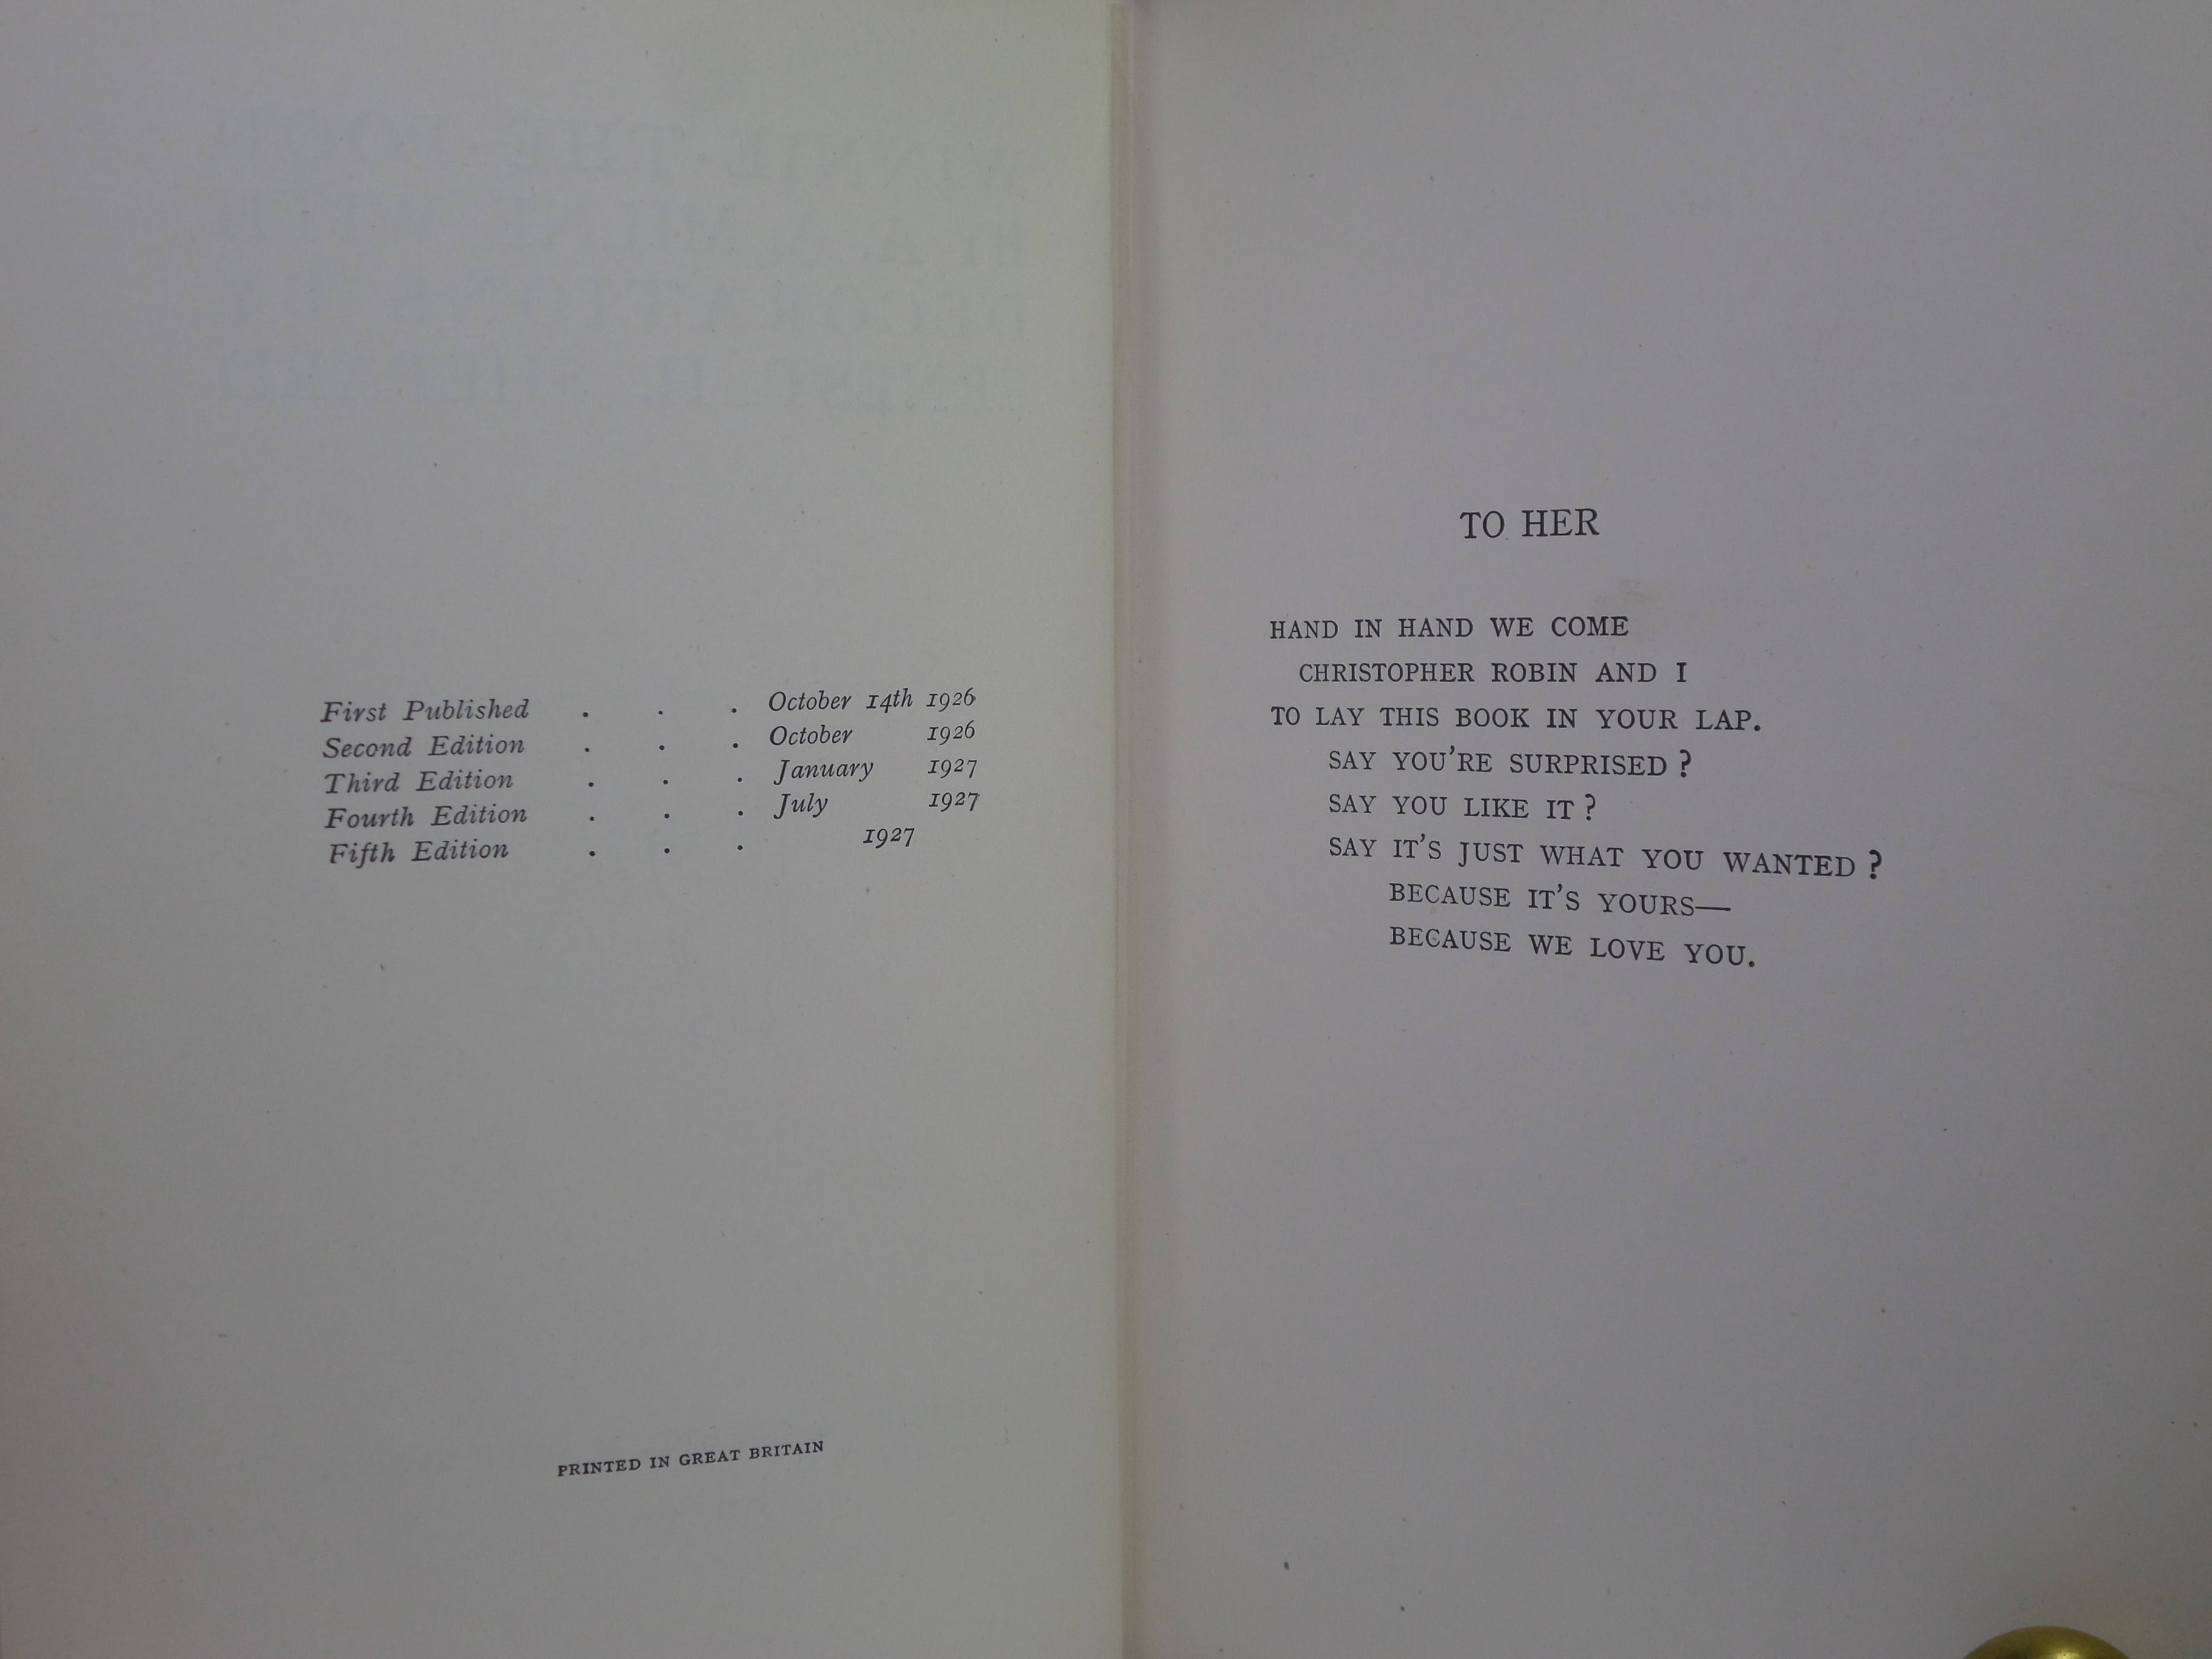 First Published . . . October 14th 1926
Second Edition . . . October 1926
Third Edition . . . January 1927
Fourth Edition . . . July 1927
Fifth Edition . . . 1927
PRINTED IN GREAT BRITAIN
TO HER
HAND IN HAND WE COME
CHRISTOPHER ROBIN AND I
TO LAY THIS BOOK IN YOUR LAP.
SAY YOU'RE SURPRISED ?
SAY YOU LIKE IT ?
SAY IT'S JUST WHAT YOU WANTED ?
BECAUSE IT'S YOURS—
BECAUSE WE LOVE YOU.